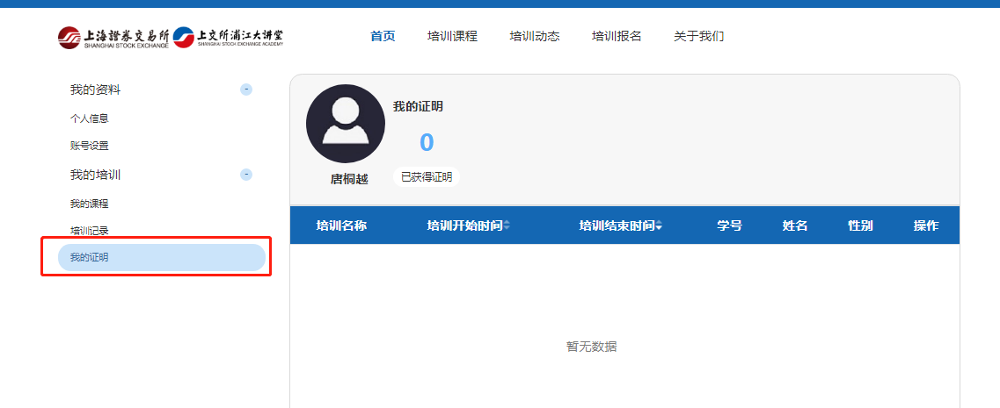 上海證券交易所
SHANGHAI STOCK EXCHANGE
上交所浦江大讲堂
SHANGHAI STOCK EXCHANGE ACADEMY
首页 培训课程 培训动态 培训报名 关于我们
我的资料 -
个人信息
账号设置
我的培训 -
我的课程
培训记录
我的证明
我的证明
0
唐桐越
已获得证明
培训名称 培训开始时间 培训结束时间 学号 姓名 性别 操作
暂无数据